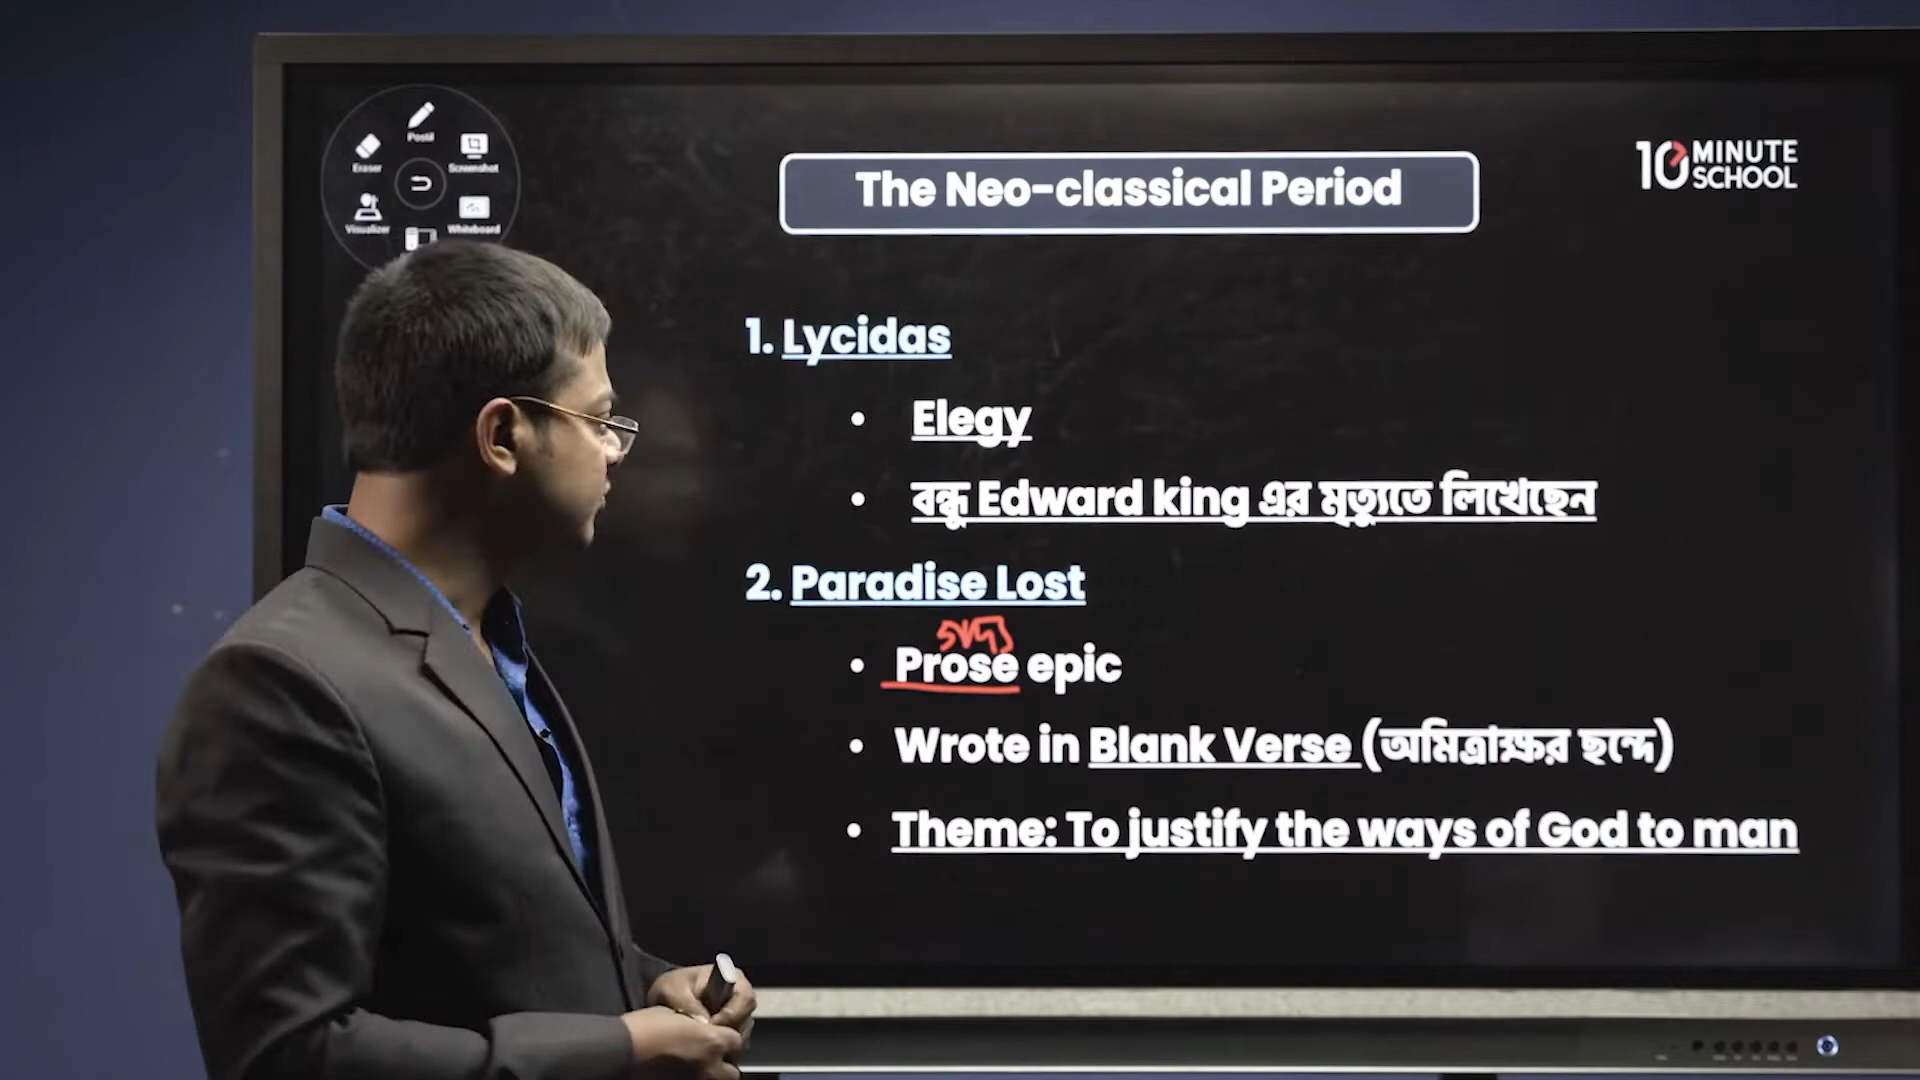 Postil
Eraser
Screenshot
Visualizer
Whiteboard
10 MINUTE SCHOOL
The Neo-classical Period
1. Lycidas
• Elegy
• বন্ধু Edward king এর মৃত্যুতে লিখেছেন
2. Paradise Lost
গদ্য
• Prose epic
• Wrote in Blank Verse (অমিত্রাক্ষর ছন্দে)
• Theme: To justify the ways of God to man